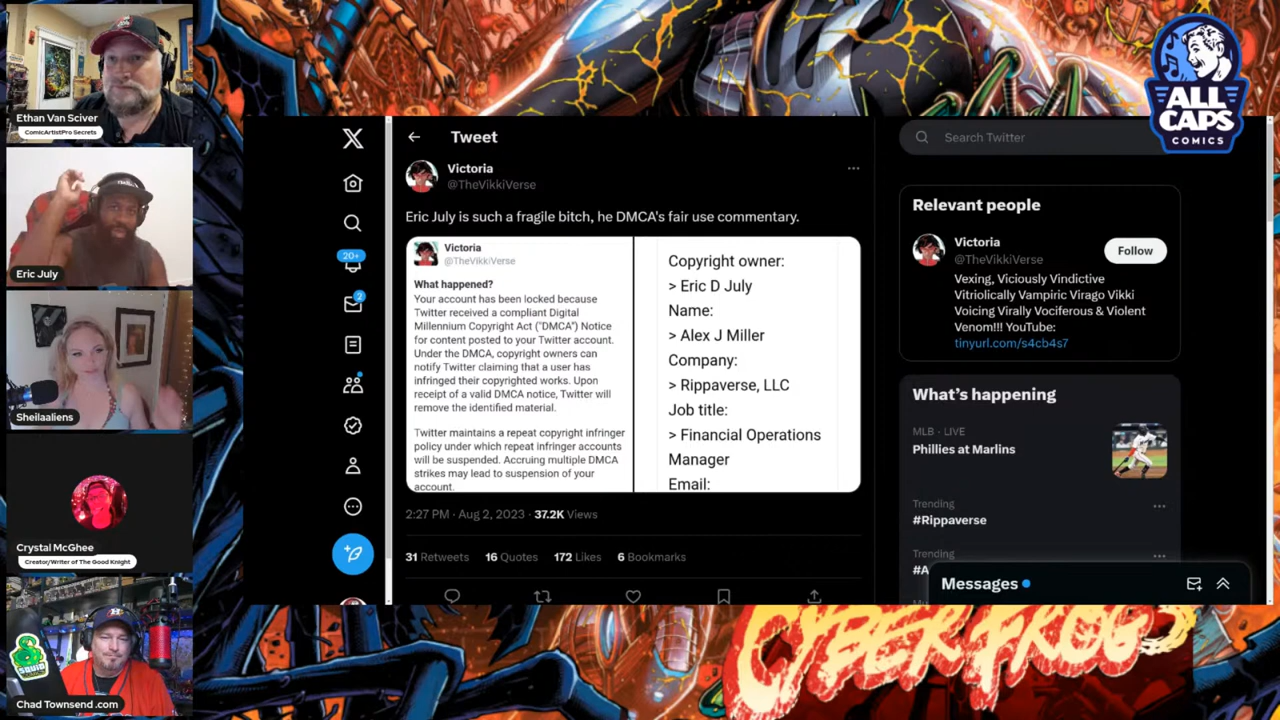 Ethan Van Sciver
ComicArtistPro Secrets
Eric July
Sheilaaliens
Crystal McGhee
Creator/Writer of The Good Knight
SQUID
Chad Townsend .com
ALL
CAPS
COMICS
Tweet
Victoria
@TheVikkiVerse
Eric July is such a fragile bitch, he DMCA's fair use commentary.
Victoria
@TheVikkiVerse
What happened?
Your account has been locked because
Twitter received a compliant Digital
Millennium Copyright Act ("DMCA") Notice
for content posted to your Twitter account.
Under the DMCA, copyright owners can
notify Twitter claiming that a user has
infringed their copyrighted works. Upon
receipt of a valid DMCA notice, Twitter will
remove the identified material.
Twitter maintains a repeat copyright infringer
policy under which repeat infringer accounts
will be suspended. Accruing multiple DMCA
strikes may lead to suspension of your
account.
Copyright owner:
> Eric D July
Name:
> Alex J Miller
Company:
> Rippaverse, LLC
Job title:
> Financial Operations
Manager
Email:
2:27 PM · Aug 2, 2023 · 37.2K Views
31 Retweets 16 Quotes 172 Likes 6 Bookmarks
20+
2
Search Twitter
Relevant people
Victoria
@TheVikkiVerse
Follow
Vexing, Viciously Vindictive
Vitriolically Vampiric Virago Vikki
Voicing Virally Vociferous & Violent
Venom!!! YouTube:
tinyurl.com/s4cb4s7
What's happening
MLB · LIVE
Phillies at Marlins
Trending
#Rippaverse
Trending
#A
Messages
CYBERFROG